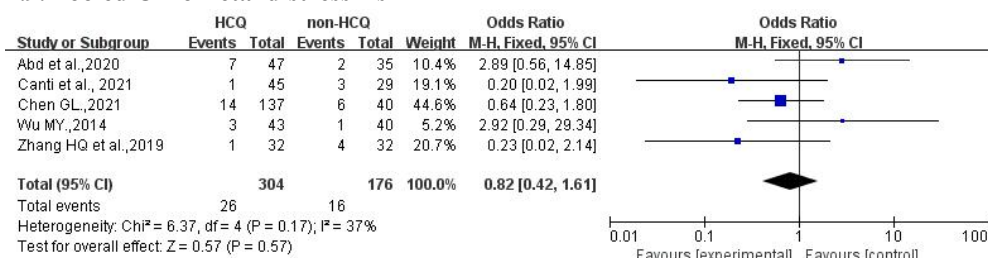 HCQ non-HCQ Odds Ratio Odds Ratio
Study or Subgroup Events Total Events Total Weight M-H, Fixed, 95% CI M-H, Fixed, 95% CI
Abd et al.,2020 7 47 2 35 10.4% 2.89 [0.56, 14.85]
Canti et al., 2021 1 45 3 29 19.1% 0.20 [0.02, 1.99]
Chen GL.,2021 14 137 6 40 44.6% 0.64 [0.23, 1.80]
Wu MY.,2014 3 43 1 40 5.2% 2.92 [0.29, 29.34]
Zhang HQ et al.,2019 1 32 4 32 20.7% 0.23 [0.02, 2.14]
Total (95% CI) 304 176 100.0% 0.82 [0.42, 1.61]
Total events 26 16
Heterogeneity: Chi² = 6.37, df = 4 (P = 0.17); I² = 37%
Test for overall effect: Z = 0.57 (P = 0.57)
0.01 0.1 1 10 100
Favours [experimental] Favours [control]